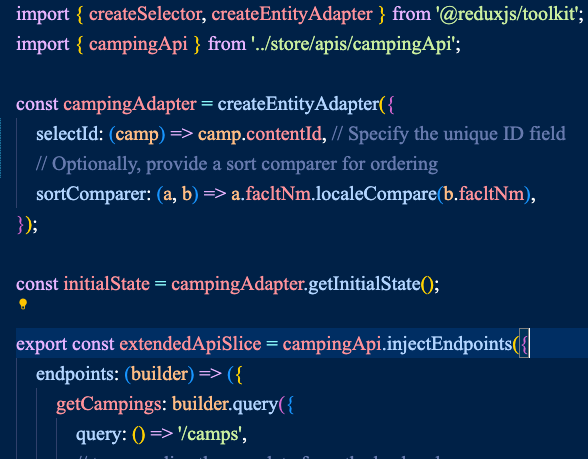 import { createSelector, createEntityAdapter } from '@reduxjs/toolkit';
import { campingApi } from '../store/apis/campingApi';
const campingAdapter = createEntityAdapter({
selectId: (camp) => camp.contentId, // Specify the unique ID field
// Optionally, provide a sort comparer for ordering
sortComparer: (a, b) => a.facltNm.localeCompare(b.facltNm),
});
const initialState = campingAdapter.getInitialState();
export const extendedApiSlice = campingApi.injectEndpoints({
endpoints: (builder) => ({
getCampings: builder.query({
query: () => '/camps',